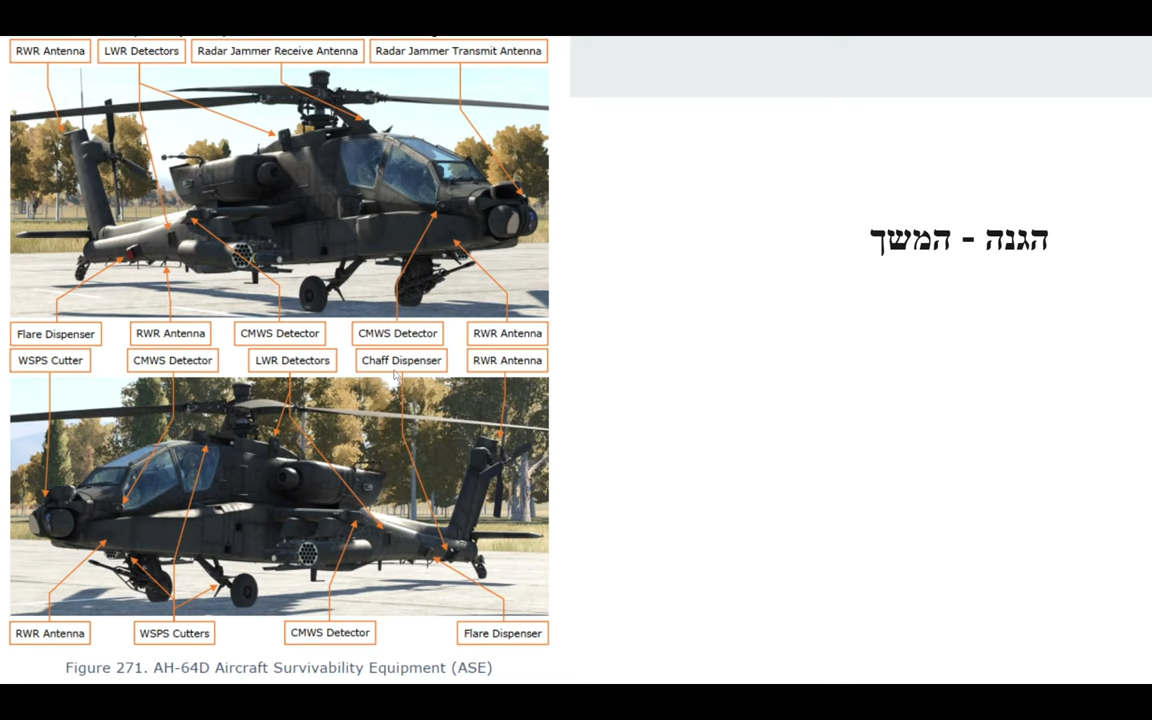 RWR Antenna
LWR Detectors
Radar Jammer Receive Antenna
Radar Jammer Transmit Antenna
Flare Dispenser
RWR Antenna
CMWS Detector
CMWS Detector
RWR Antenna
WSPS Cutter
CMWS Detector
LWR Detectors
Chaff Dispenser
RWR Antenna
RWR Antenna
WSPS Cutters
CMWS Detector
Flare Dispenser
Figure 271. AH-64D Aircraft Survivability Equipment (ASE)
הגנה - המשך